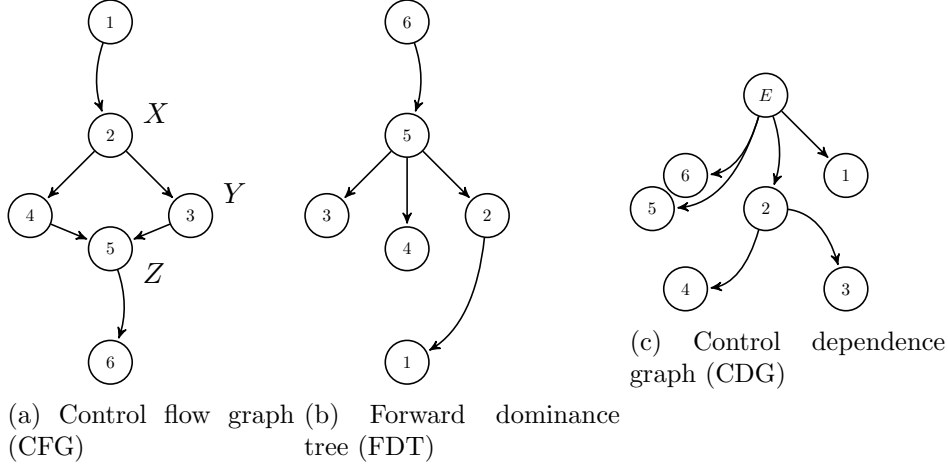 1
2
X
4
3
Y
5
Z
6
(a) Control flow graph
(CFG)
6
5
3
4
2
1
(b) Forward dominance
tree (FDT)
E
6
1
5
2
4
3
(c) Control dependence
graph (CDG)